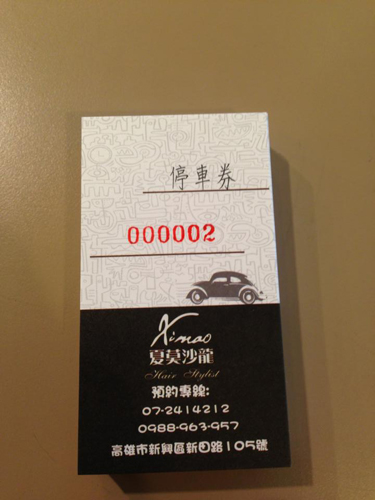 停車券
000002
Ximao
夏莫沙龍
Hair Stylist
預約專線:
07-2414212
0988-963-957
高雄市新興區新田路105號